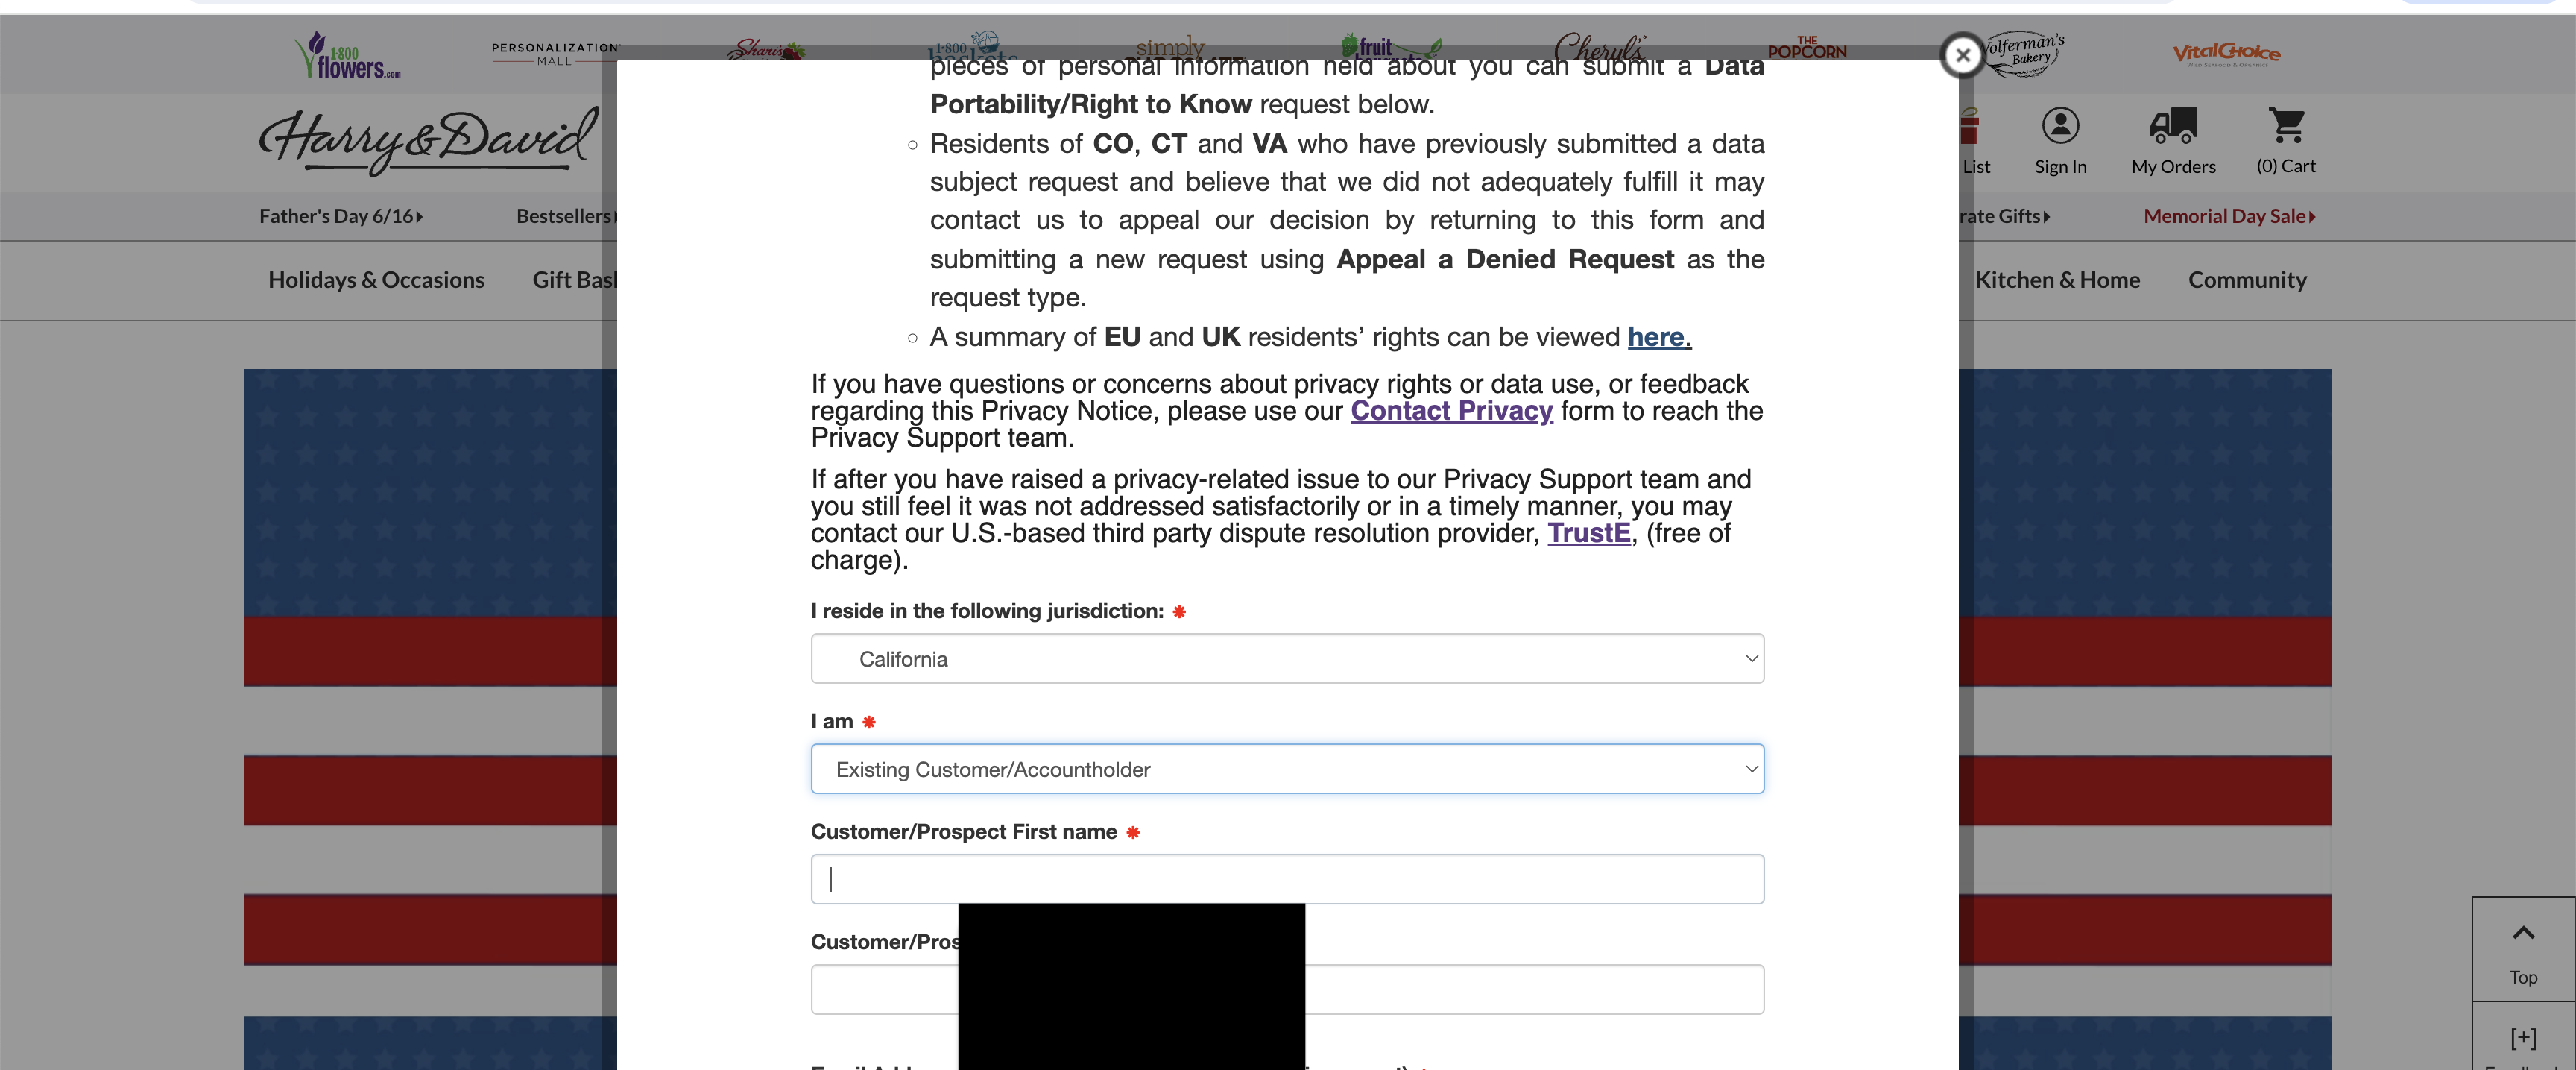 1·800
flowers.com
PERSONALIZATION
MALL
Shari's
1·800
baskets
simply
fruit
Cheryl's
THE
POPCORN
Wolferman's
Bakery
VitalChoice
WILD SEAFOOD & ORGANICS
Harry & David
List
Sign In
My Orders
(0) Cart
Father's Day 6/16
Bestsellers
rate Gifts
Memorial Day Sale
Holidays & Occasions
Gift Bas
Kitchen & Home
Community
pieces of personal information held about you can submit a Data
Portability/Right to Know request below.
Residents of CO, CT and VA who have previously submitted a data
subject request and believe that we did not adequately fulfill it may
contact us to appeal our decision by returning to this form and
submitting a new request using Appeal a Denied Request as the
request type.
A summary of EU and UK residents’ rights can be viewed here.
If you have questions or concerns about privacy rights or data use, or feedback
regarding this Privacy Notice, please use our Contact Privacy form to reach the
Privacy Support team.
If after you have raised a privacy-related issue to our Privacy Support team and
you still feel it was not addressed satisfactorily or in a timely manner, you may
contact our U.S.-based third party dispute resolution provider, TrustE, (free of
charge).
I reside in the following jurisdiction: *
California
I am *
Existing Customer/Accountholder
Customer/Prospect First name *
Customer/Pros
Top
[+]